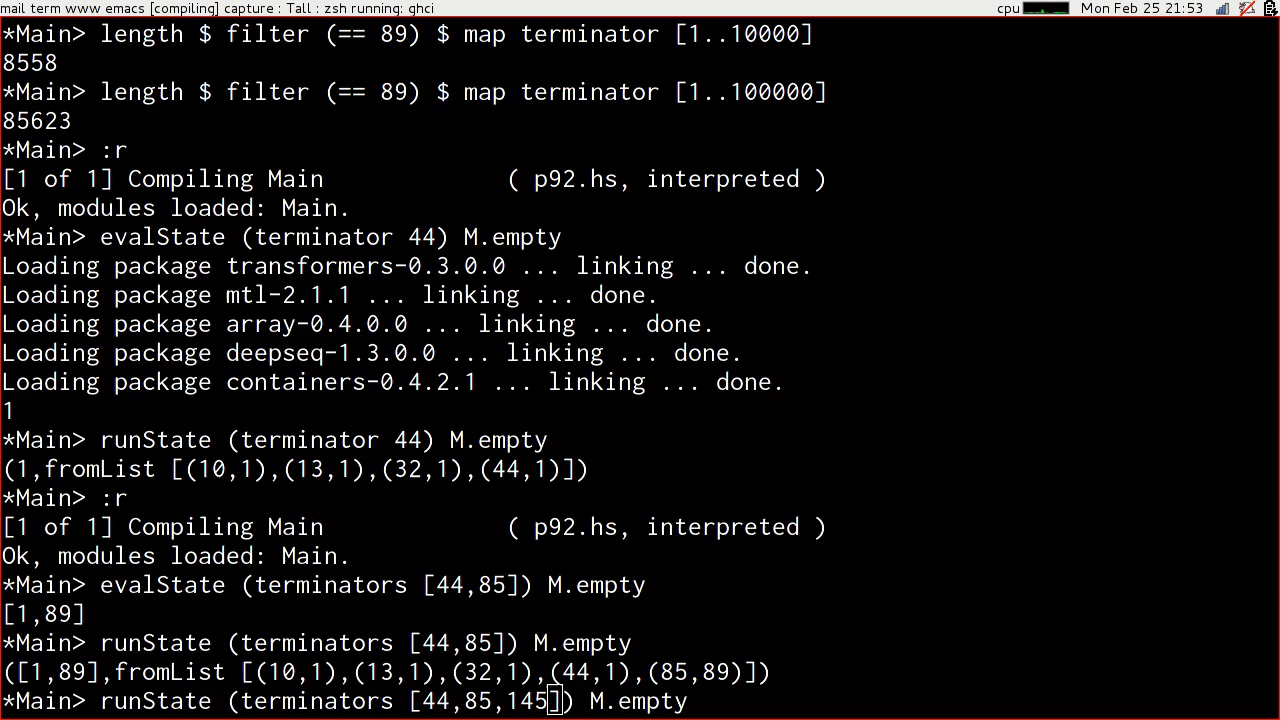 mail term www emacs [compiling] capture : Tall : zsh running: ghci cpu Mon Feb 25 21:53
*Main> length $ filter (== 89) $ map terminator [1..10000]
8558
*Main> length $ filter (== 89) $ map terminator [1..100000]
85623
*Main> :r
[1 of 1] Compiling Main             ( p92.hs, interpreted )
Ok, modules loaded: Main.
*Main> evalState (terminator 44) M.empty
Loading package transformers-0.3.0.0 ... linking ... done.
Loading package mtl-2.1.1 ... linking ... done.
Loading package array-0.4.0.0 ... linking ... done.
Loading package deepseq-1.3.0.0 ... linking ... done.
Loading package containers-0.4.2.1 ... linking ... done.
1
*Main> runState (terminator 44) M.empty
(1,fromList [(10,1),(13,1),(32,1),(44,1)])
*Main> :r
[1 of 1] Compiling Main             ( p92.hs, interpreted )
Ok, modules loaded: Main.
*Main> evalState (terminators [44,85]) M.empty
[1,89]
*Main> runState (terminators [44,85]) M.empty
([1,89],fromList [(10,1),(13,1),(32,1),(44,1),(85,89)])
*Main> runState (terminators [44,85,145]) M.empty